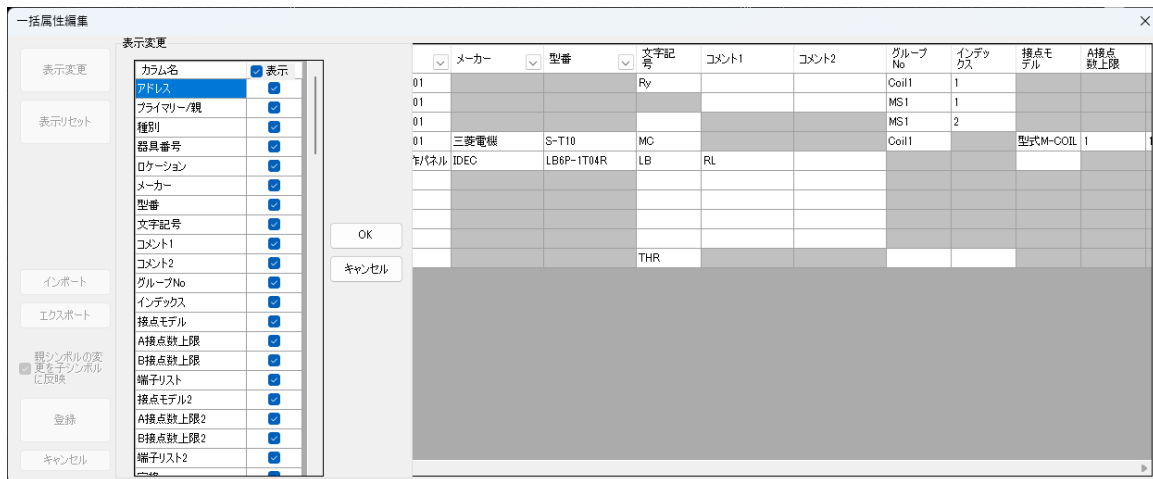 一括属性編集
表示変更
表示変更
表示リセット
インポート
エクスポート
親シンボルの変
更を子シンボル
に反映
登録
キャンセル
カラム名 表示
アドレス
プライマリー/親
種別
器具番号
ロケーション
メーカー
型番
文字記号
コメント1
コメント2
グループNo
インデックス
接点モデル
A接点数上限
B接点数上限
端子リスト
接点モデル2
A接点数上限2
B接点数上限2
端子リスト2
OK
キャンセル
メーカー 型番 文字記号 コメント1 コメント2 グループNo インデックス 接点モデル A接点数上限
01 Ry Coil1 1
01 MS1 1
01 MS1 2
01 三菱電機 S-T10 MC Coil1 型式M-COIL 1
作パネル IDEC LB6P-1T04R LB RL
THR